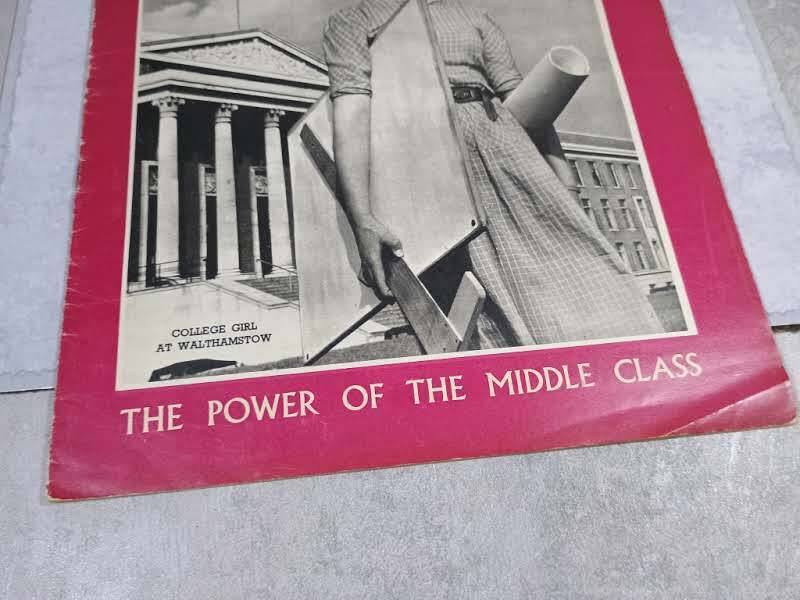 COLLEGE GIRL
AT WALTHAMSTOW
THE POWER OF THE MIDDLE CLASS